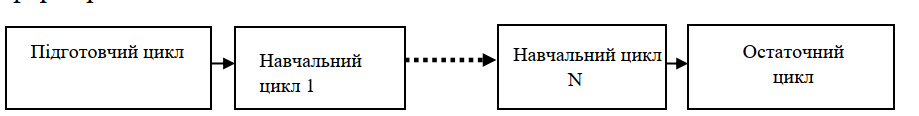 Підготовчий цикл
Навчальний
цикл 1
Навчальний цикл
N
Остаточний
цикл